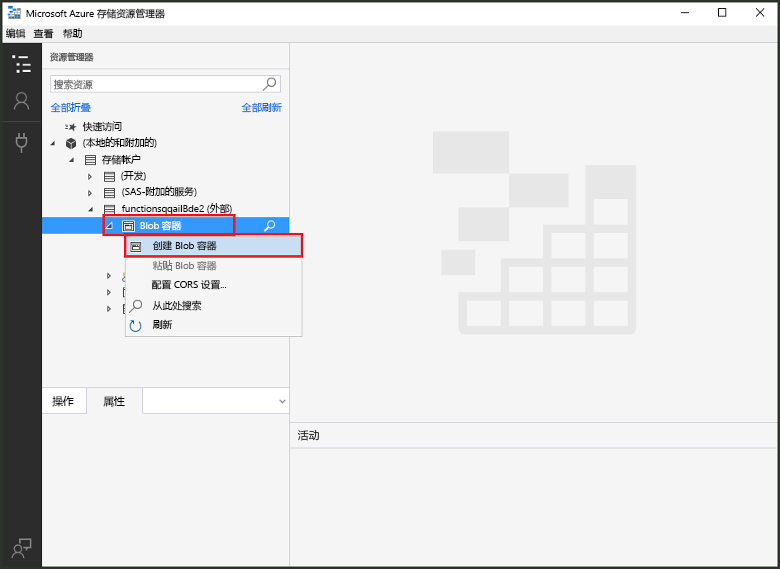 Microsoft Azure 存储资源管理器
编辑 查看 帮助
资源管理器
搜索资源
全部折叠 全部刷新
快速访问
(本地的和附加的)
存储帐户
(开发)
(SAS-附加的服务)
functionsqqail8de2 (外部)
Blob 容器
创建 Blob 容器
粘贴 Blob 容器
配置 CORS 设置...
从此处搜索
刷新
操作 属性
活动